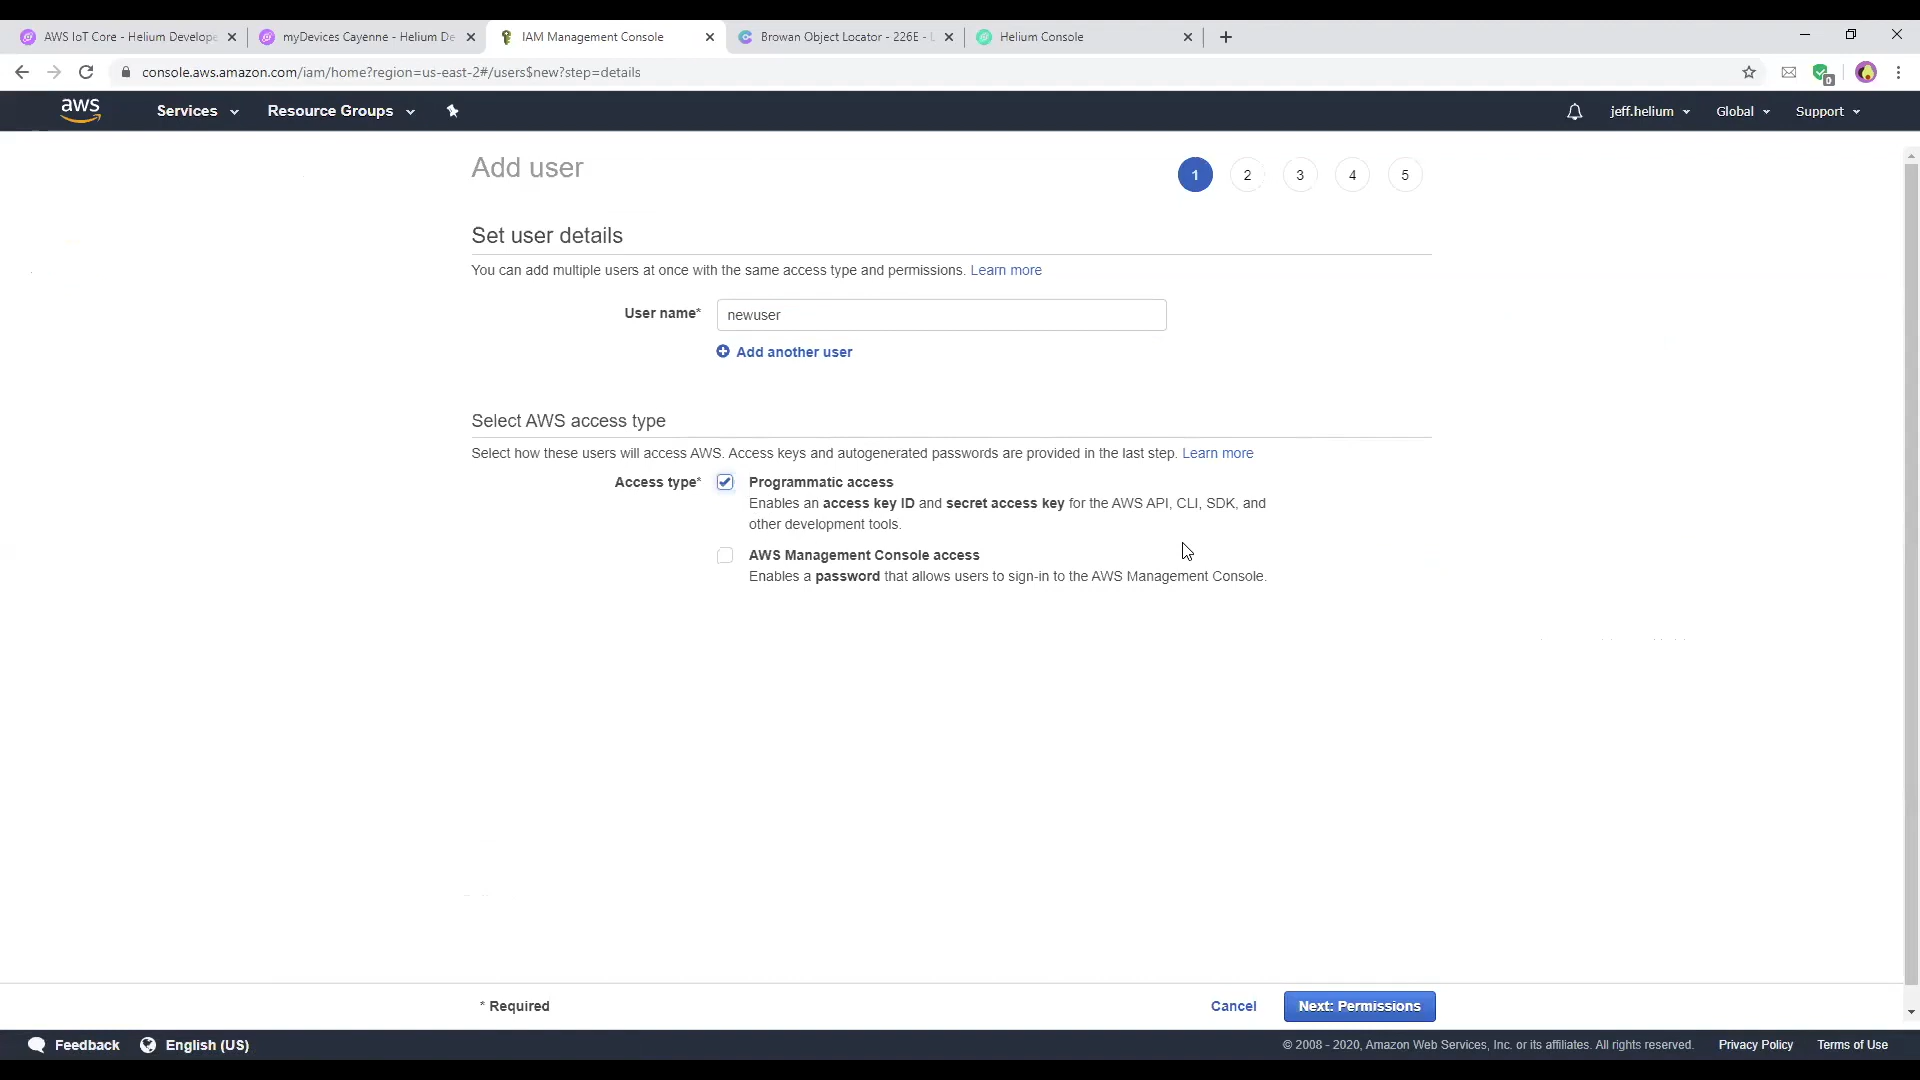 AWS IoT Core - Helium Develope
myDevices Cayenne - Helium De
IAM Management Console
Browan Object Locator - 226E - L
Helium Console
console.aws.amazon.com/iam/home?region=us-east-2#/users$new?step=details
0
aws
Services
Resource Groups
jeff.helium
Global
Support
Add user
1
2
3
4
5
Set user details
You can add multiple users at once with the same access type and permissions. Learn more
User name*
newuser
Add another user
Select AWS access type
Select how these users will access AWS. Access keys and autogenerated passwords are provided in the last step. Learn more
Access type*
Programmatic access
Enables an access key ID and secret access key for the AWS API, CLI, SDK, and
other development tools.
AWS Management Console access
Enables a password that allows users to sign-in to the AWS Management Console.
* Required
Cancel
Next: Permissions
Feedback
English (US)
© 2008 - 2020, Amazon Web Services, Inc. or its affiliates. All rights reserved.
Privacy Policy
Terms of Use